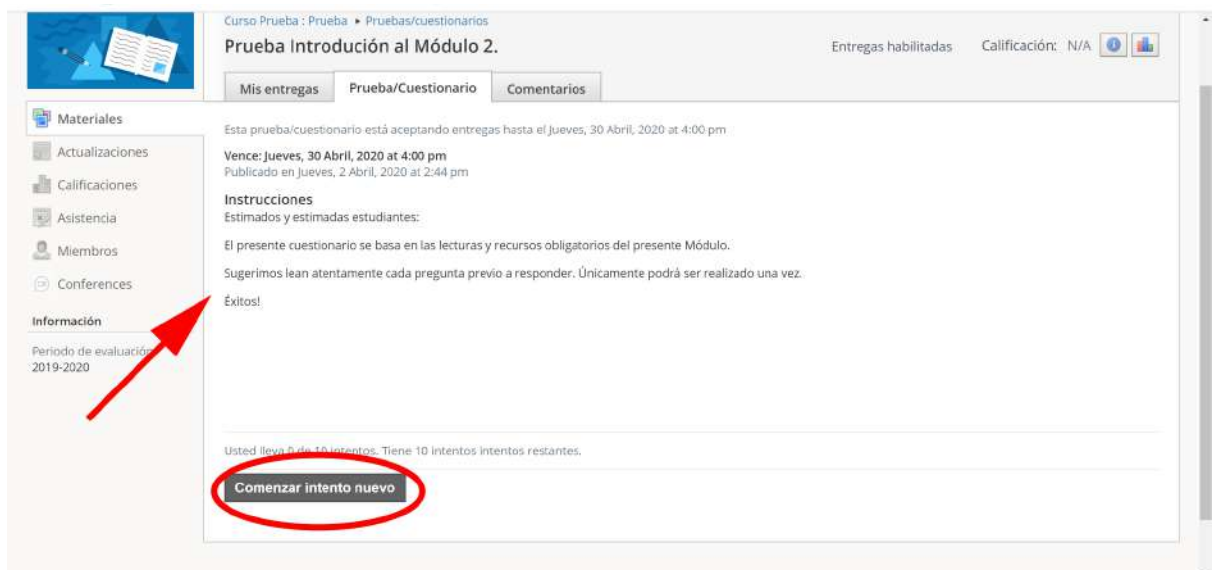 Curso Prueba : Prueba ▸ Pruebas/cuestionarios
Prueba Introdución al Módulo 2.
Entregas habilitadas
Calificación: N/A
Mis entregas
Prueba/Cuestionario
Comentarios
Materiales
Actualizaciones
Calificaciones
Asistencia
Miembros
Conferences
Información
Periodo de evaluación
2019-2020
Esta prueba/cuestionario está aceptando entregas hasta el Jueves, 30 Abril, 2020 at 4:00 pm
Vence: Jueves, 30 Abril, 2020 at 4:00 pm
Publicado en Jueves, 2 Abril, 2020 at 2:44 pm
Instrucciones
Estimados y estimadas estudiantes:
El presente cuestionario se basa en las lecturas y recursos obligatorios del presente Módulo.
Sugerimos lean atentamente cada pregunta previo a responder. Únicamente podrá ser realizado una vez.
Éxitos!
Usted lleva 0 de 10 intentos. Tiene 10 intentos intentos restantes.
Comenzar intento nuevo